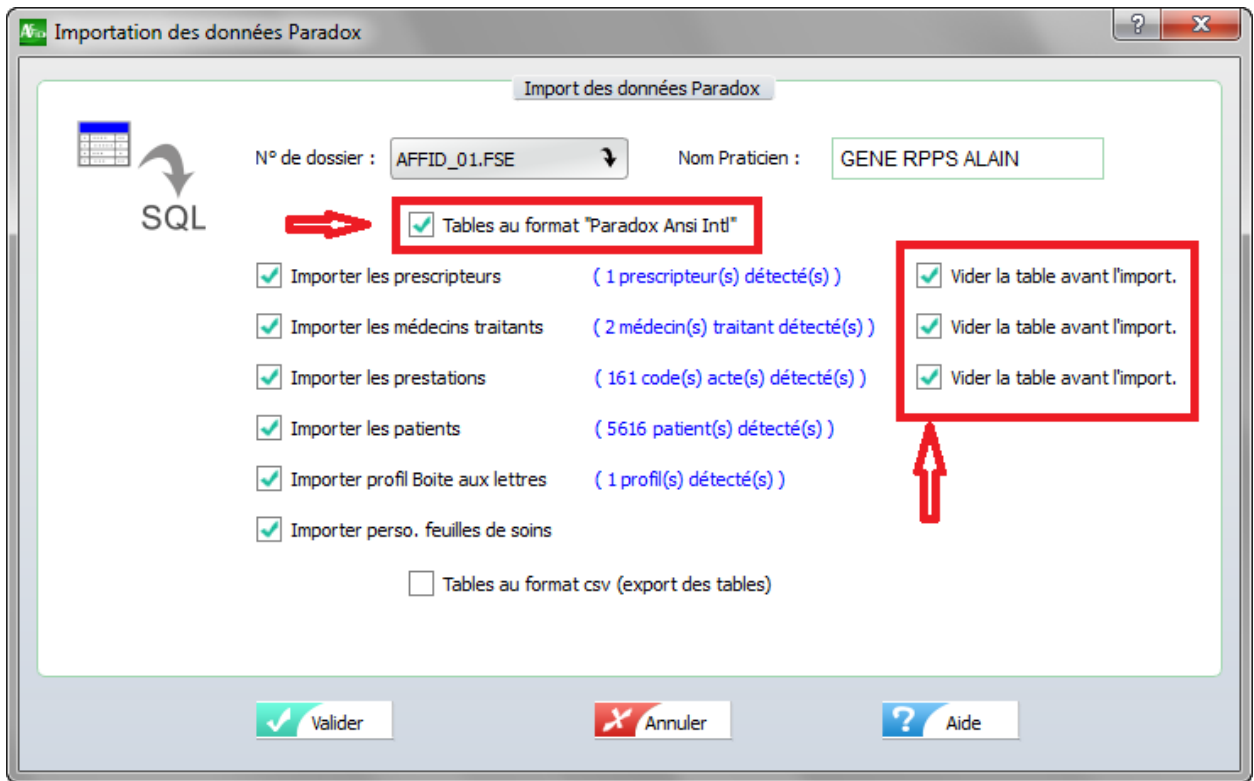 Importation des données Paradox
Import des données Paradox
N° de dossier : AFFID_01.FSE Nom Praticien : GENE RPPS ALAIN
SQL
Tables au format "Paradox Ansi Intl"
Importer les prescripteurs ( 1 prescripteur(s) détecté(s) ) Vider la table avant l'import.
Importer les médecins traitants ( 2 médecin(s) traitant détecté(s) ) Vider la table avant l'import.
Importer les prestations ( 161 code(s) acte(s) détecté(s) ) Vider la table avant l'import.
Importer les patients ( 5616 patient(s) détecté(s) )
Importer profil Boite aux lettres ( 1 profil(s) détecté(s) )
Importer perso. feuilles de soins
Tables au format csv (export des tables)
Valider Annuler ? Aide